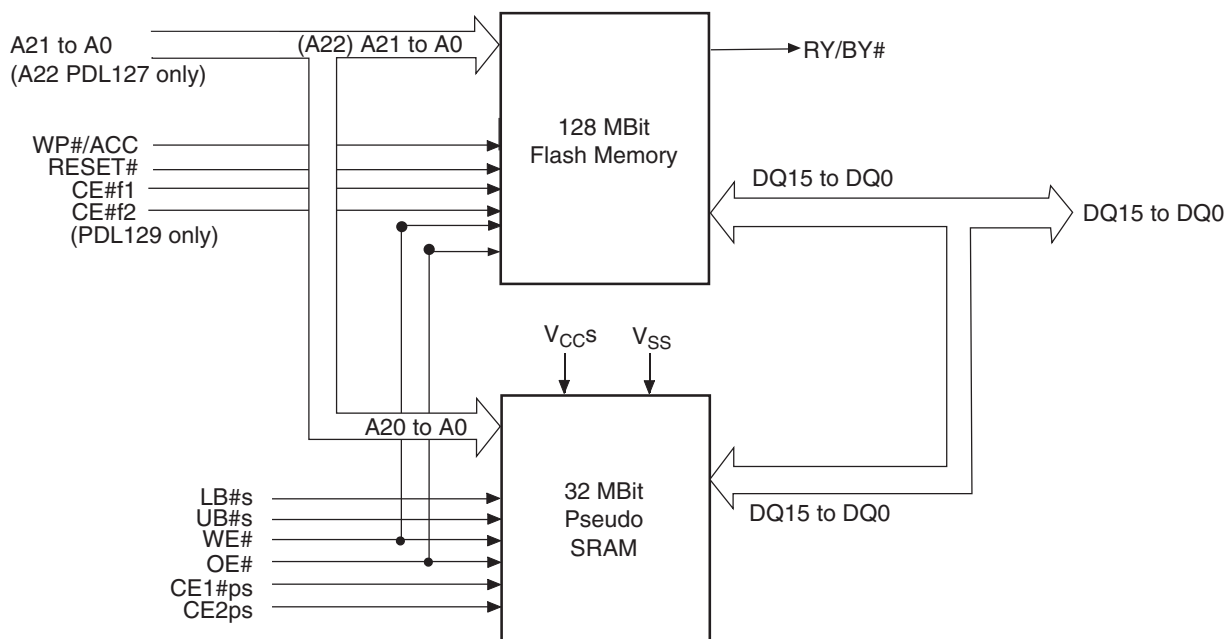 A21 to A0
(A22 PDL127 only)
(A22) A21 to A0
RY/BY#
WP#/ACC
RESET#
CE#f1
CE#f2
(PDL129 only)
128 MBit
Flash Memory
DQ15 to DQ0
DQ15 to DQ0
VCCs
VSS
A20 to A0
LB#s
UB#s
WE#
OE#
CE1#ps
CE2ps
32 MBit
Pseudo
SRAM
DQ15 to DQ0